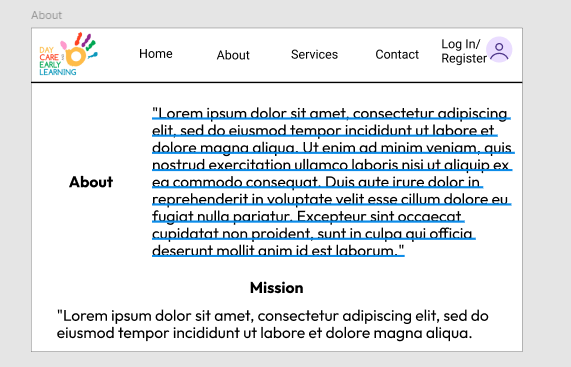 About
DAY
CARE &
EARLY
LEARNING
Home
About
Services
Contact
Log In/
Register
About
"Lorem ipsum dolor sit amet, consectetur adipiscing
elit, sed do eiusmod tempor incididunt ut labore et
dolore magna aliqua. Ut enim ad minim veniam, quis
nostrud exercitation ullamco laboris nisi ut aliquip ex
ea commodo consequat. Duis aute irure dolor in
reprehenderit in voluptate velit esse cillum dolore eu
fugiat nulla pariatur. Excepteur sint occaecat
cupidatat non proident, sunt in culpa qui officia
deserunt mollit anim id est laborum."
Mission
"Lorem ipsum dolor sit amet, consectetur adipiscing elit, sed do
eiusmod tempor incididunt ut labore et dolore magna aliqua.